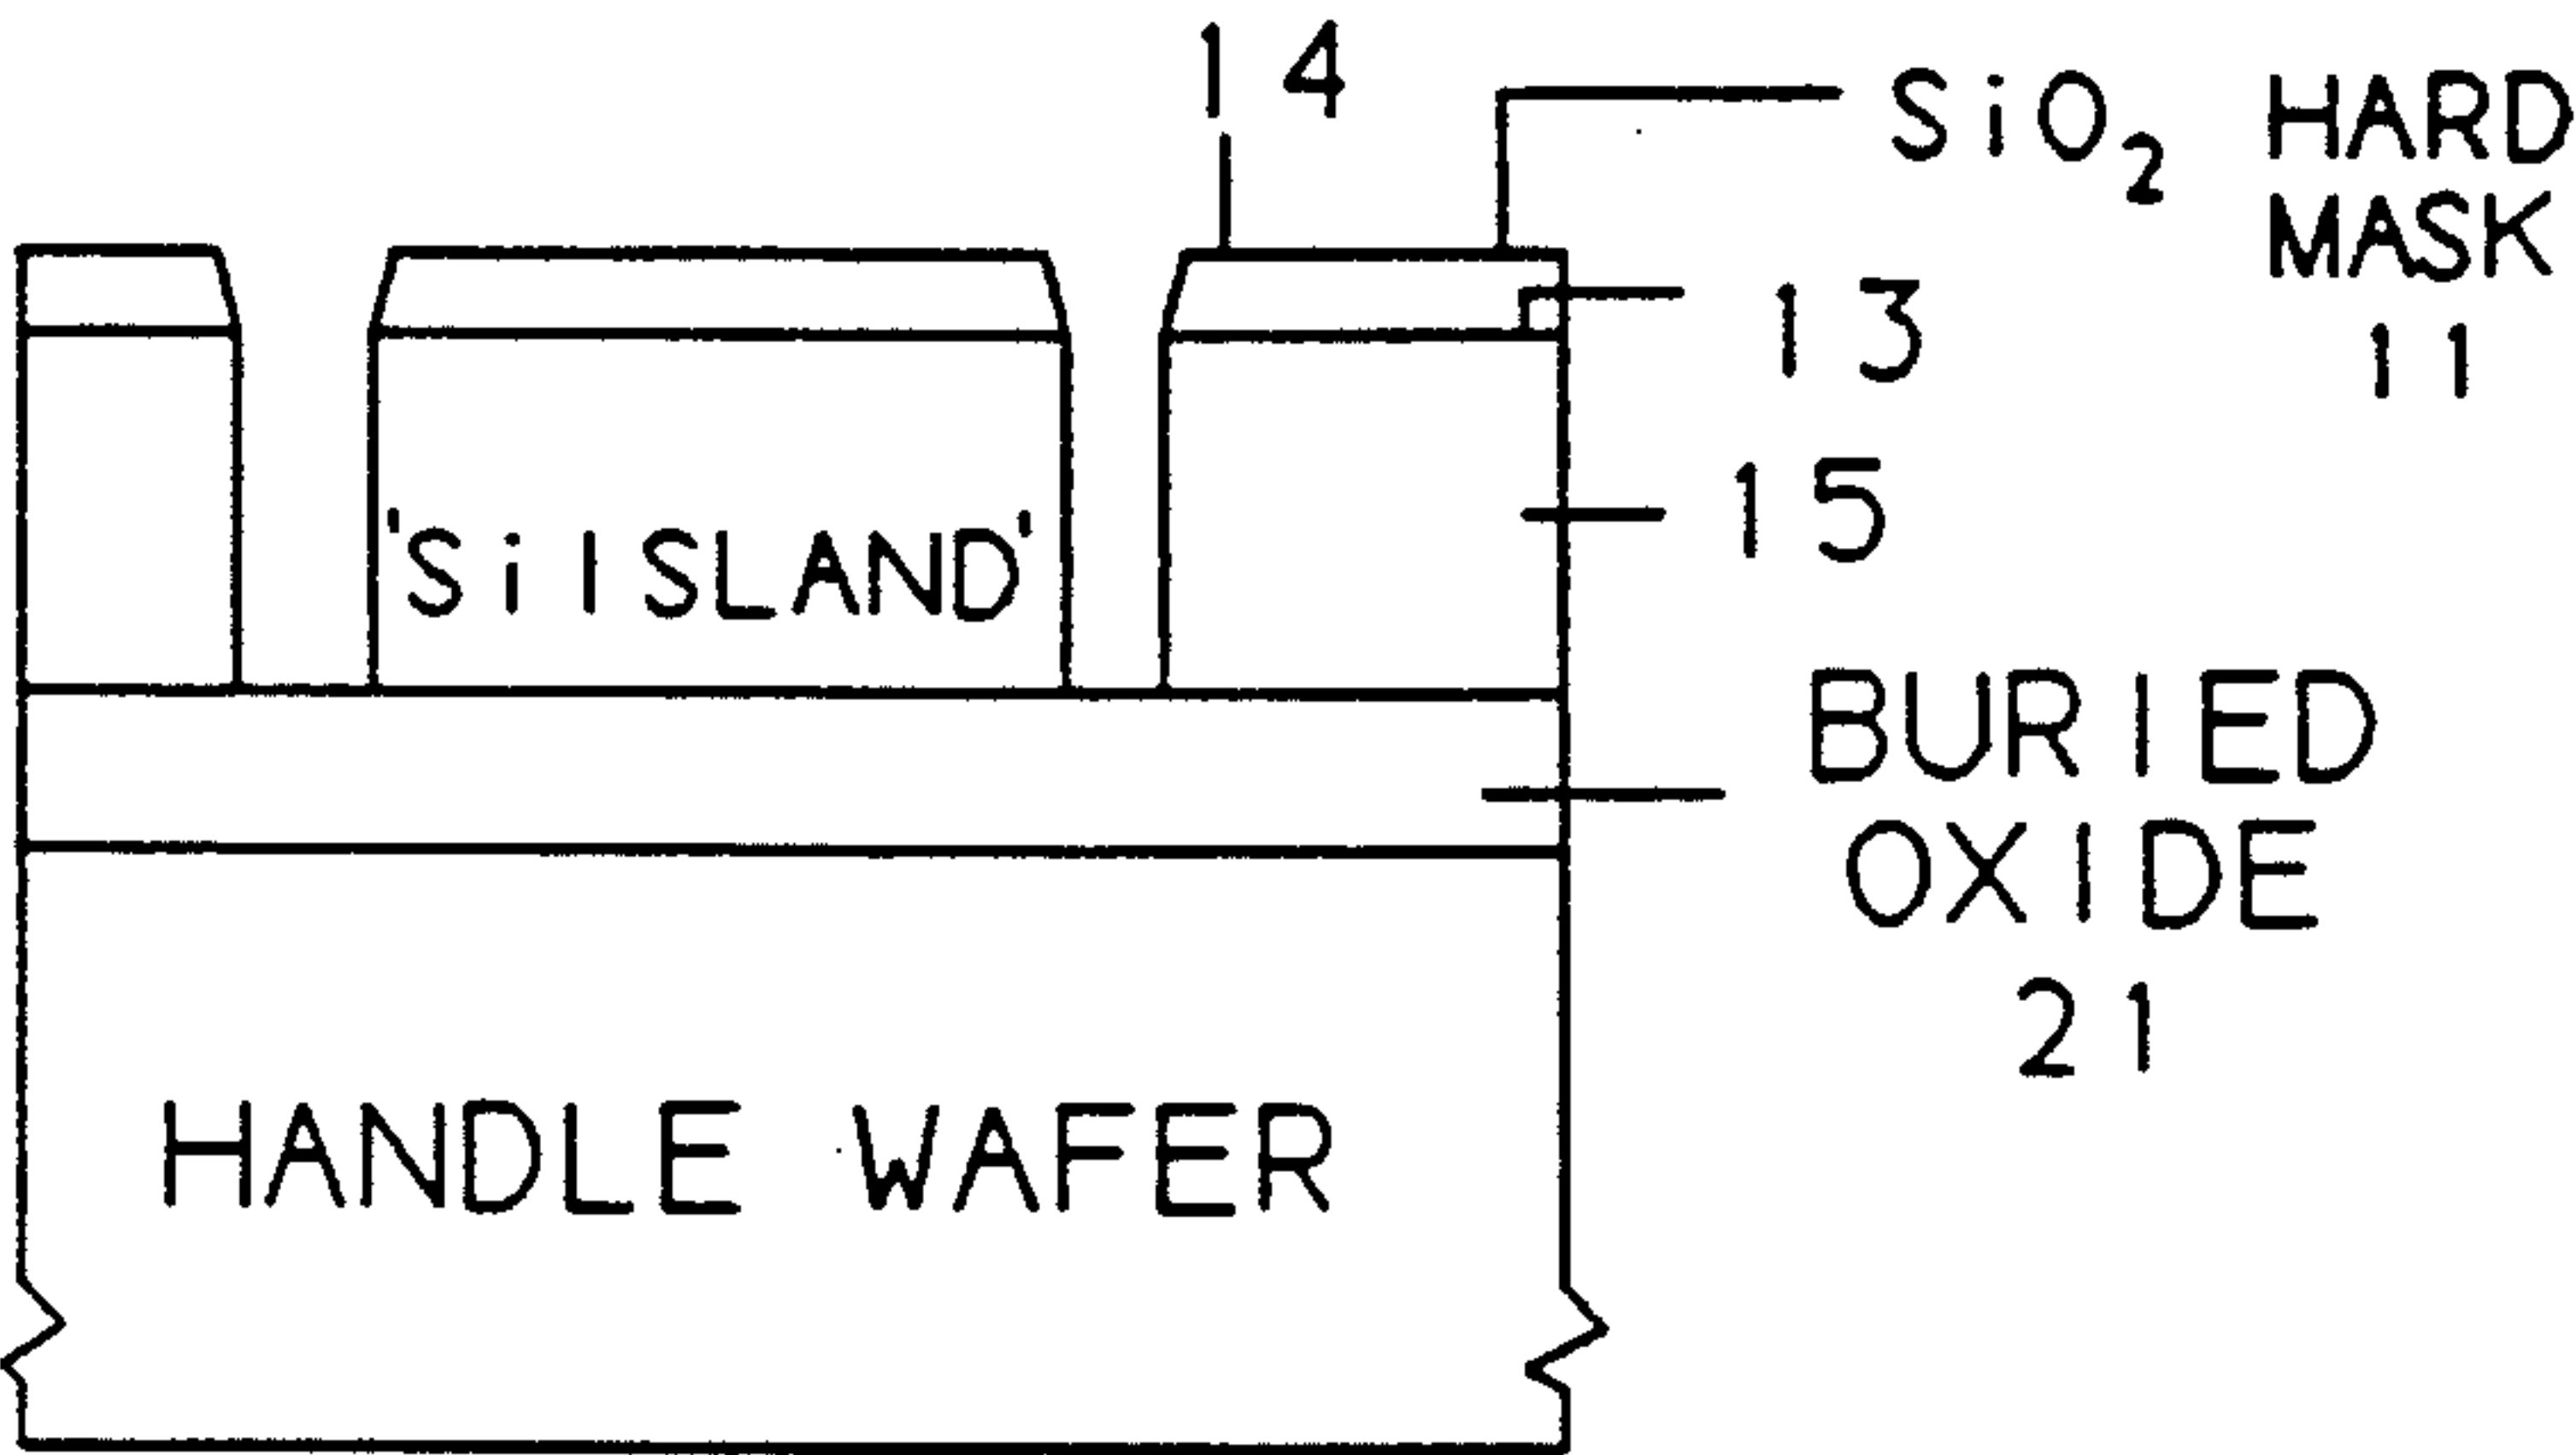 14
SiO₂ HARD
MASK
11
13
15
'Si ISLAND'
BURIED
OXIDE
21
HANDLE WAFER